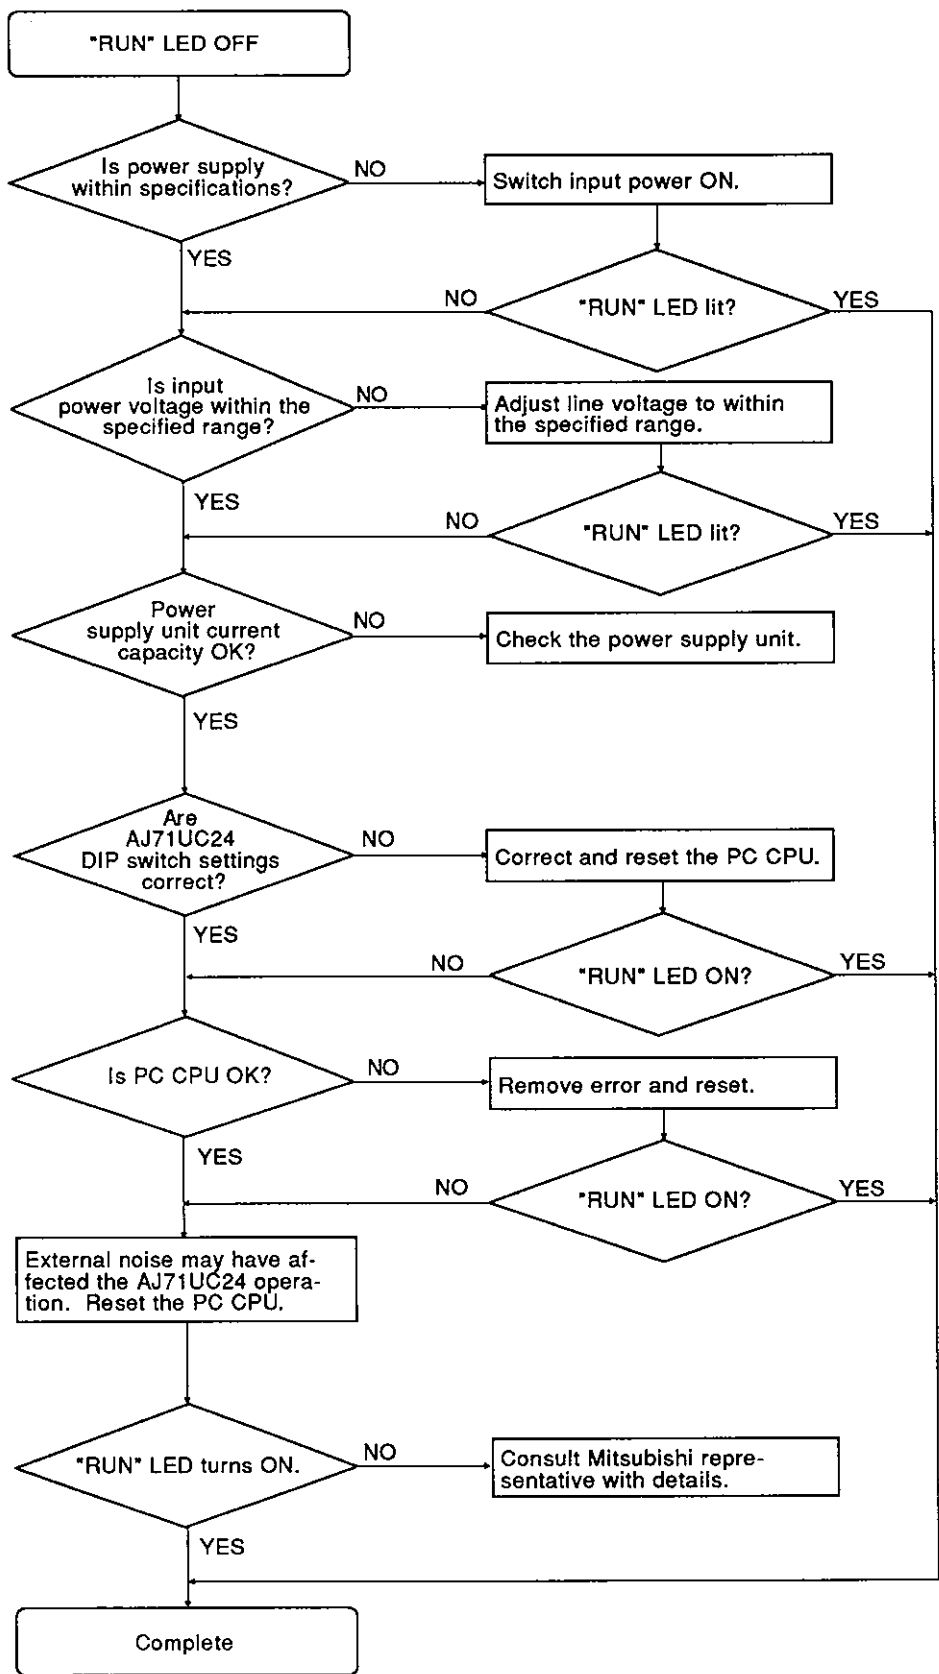 "RUN" LED OFF
Is power supply
within specifications?
NO
Switch input power ON.
YES
NO
"RUN" LED lit?
YES
Is input
power voltage within the
specified range?
NO
Adjust line voltage to within
the specified range.
YES
NO
"RUN" LED lit?
YES
Power
supply unit current
capacity OK?
NO
Check the power supply unit.
YES
Are
AJ71UC24
DIP switch settings
correct?
NO
Correct and reset the PC CPU.
YES
NO
"RUN" LED ON?
YES
Is PC CPU OK?
NO
Remove error and reset.
YES
NO
"RUN" LED ON?
YES
External noise may have af-
fected the AJ71UC24 opera-
tion. Reset the PC CPU.
"RUN" LED turns ON.
NO
Consult Mitsubishi repre-
sentative with details.
YES
Complete